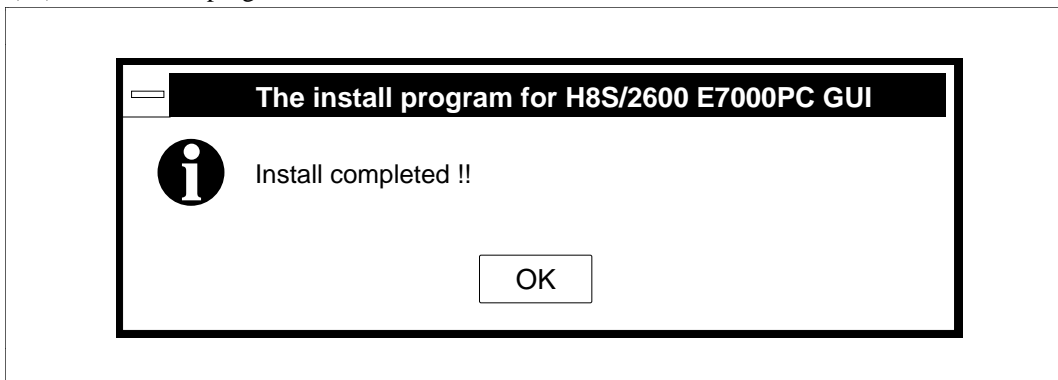 The install program for H8S/2600 E7000PC GUI
Install completed !!
OK